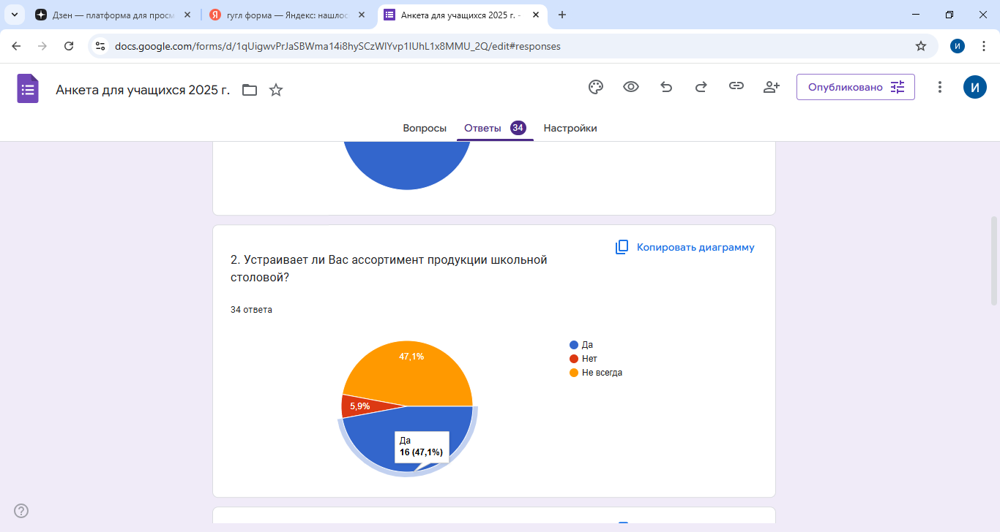 Дзен — платформа для просм
гугл форма — Яндекс: нашлос
Анкета для учащихся 2025 г. -
docs.google.com/forms/d/1qUigwvPrJaSBWma14i8hySCzWlYvp1lUhL1x8MMU_2Q/edit#responses
И
Анкета для учащихся 2025 г.
Опубликовано
И
Вопросы
Ответы 34
Настройки
Копировать диаграмму
2. Устраивает ли Вас ассортимент продукции школьной
столовой?
34 ответа
47,1%
5,9%
Да
16 (47,1%)
Да
Нет
Не всегда